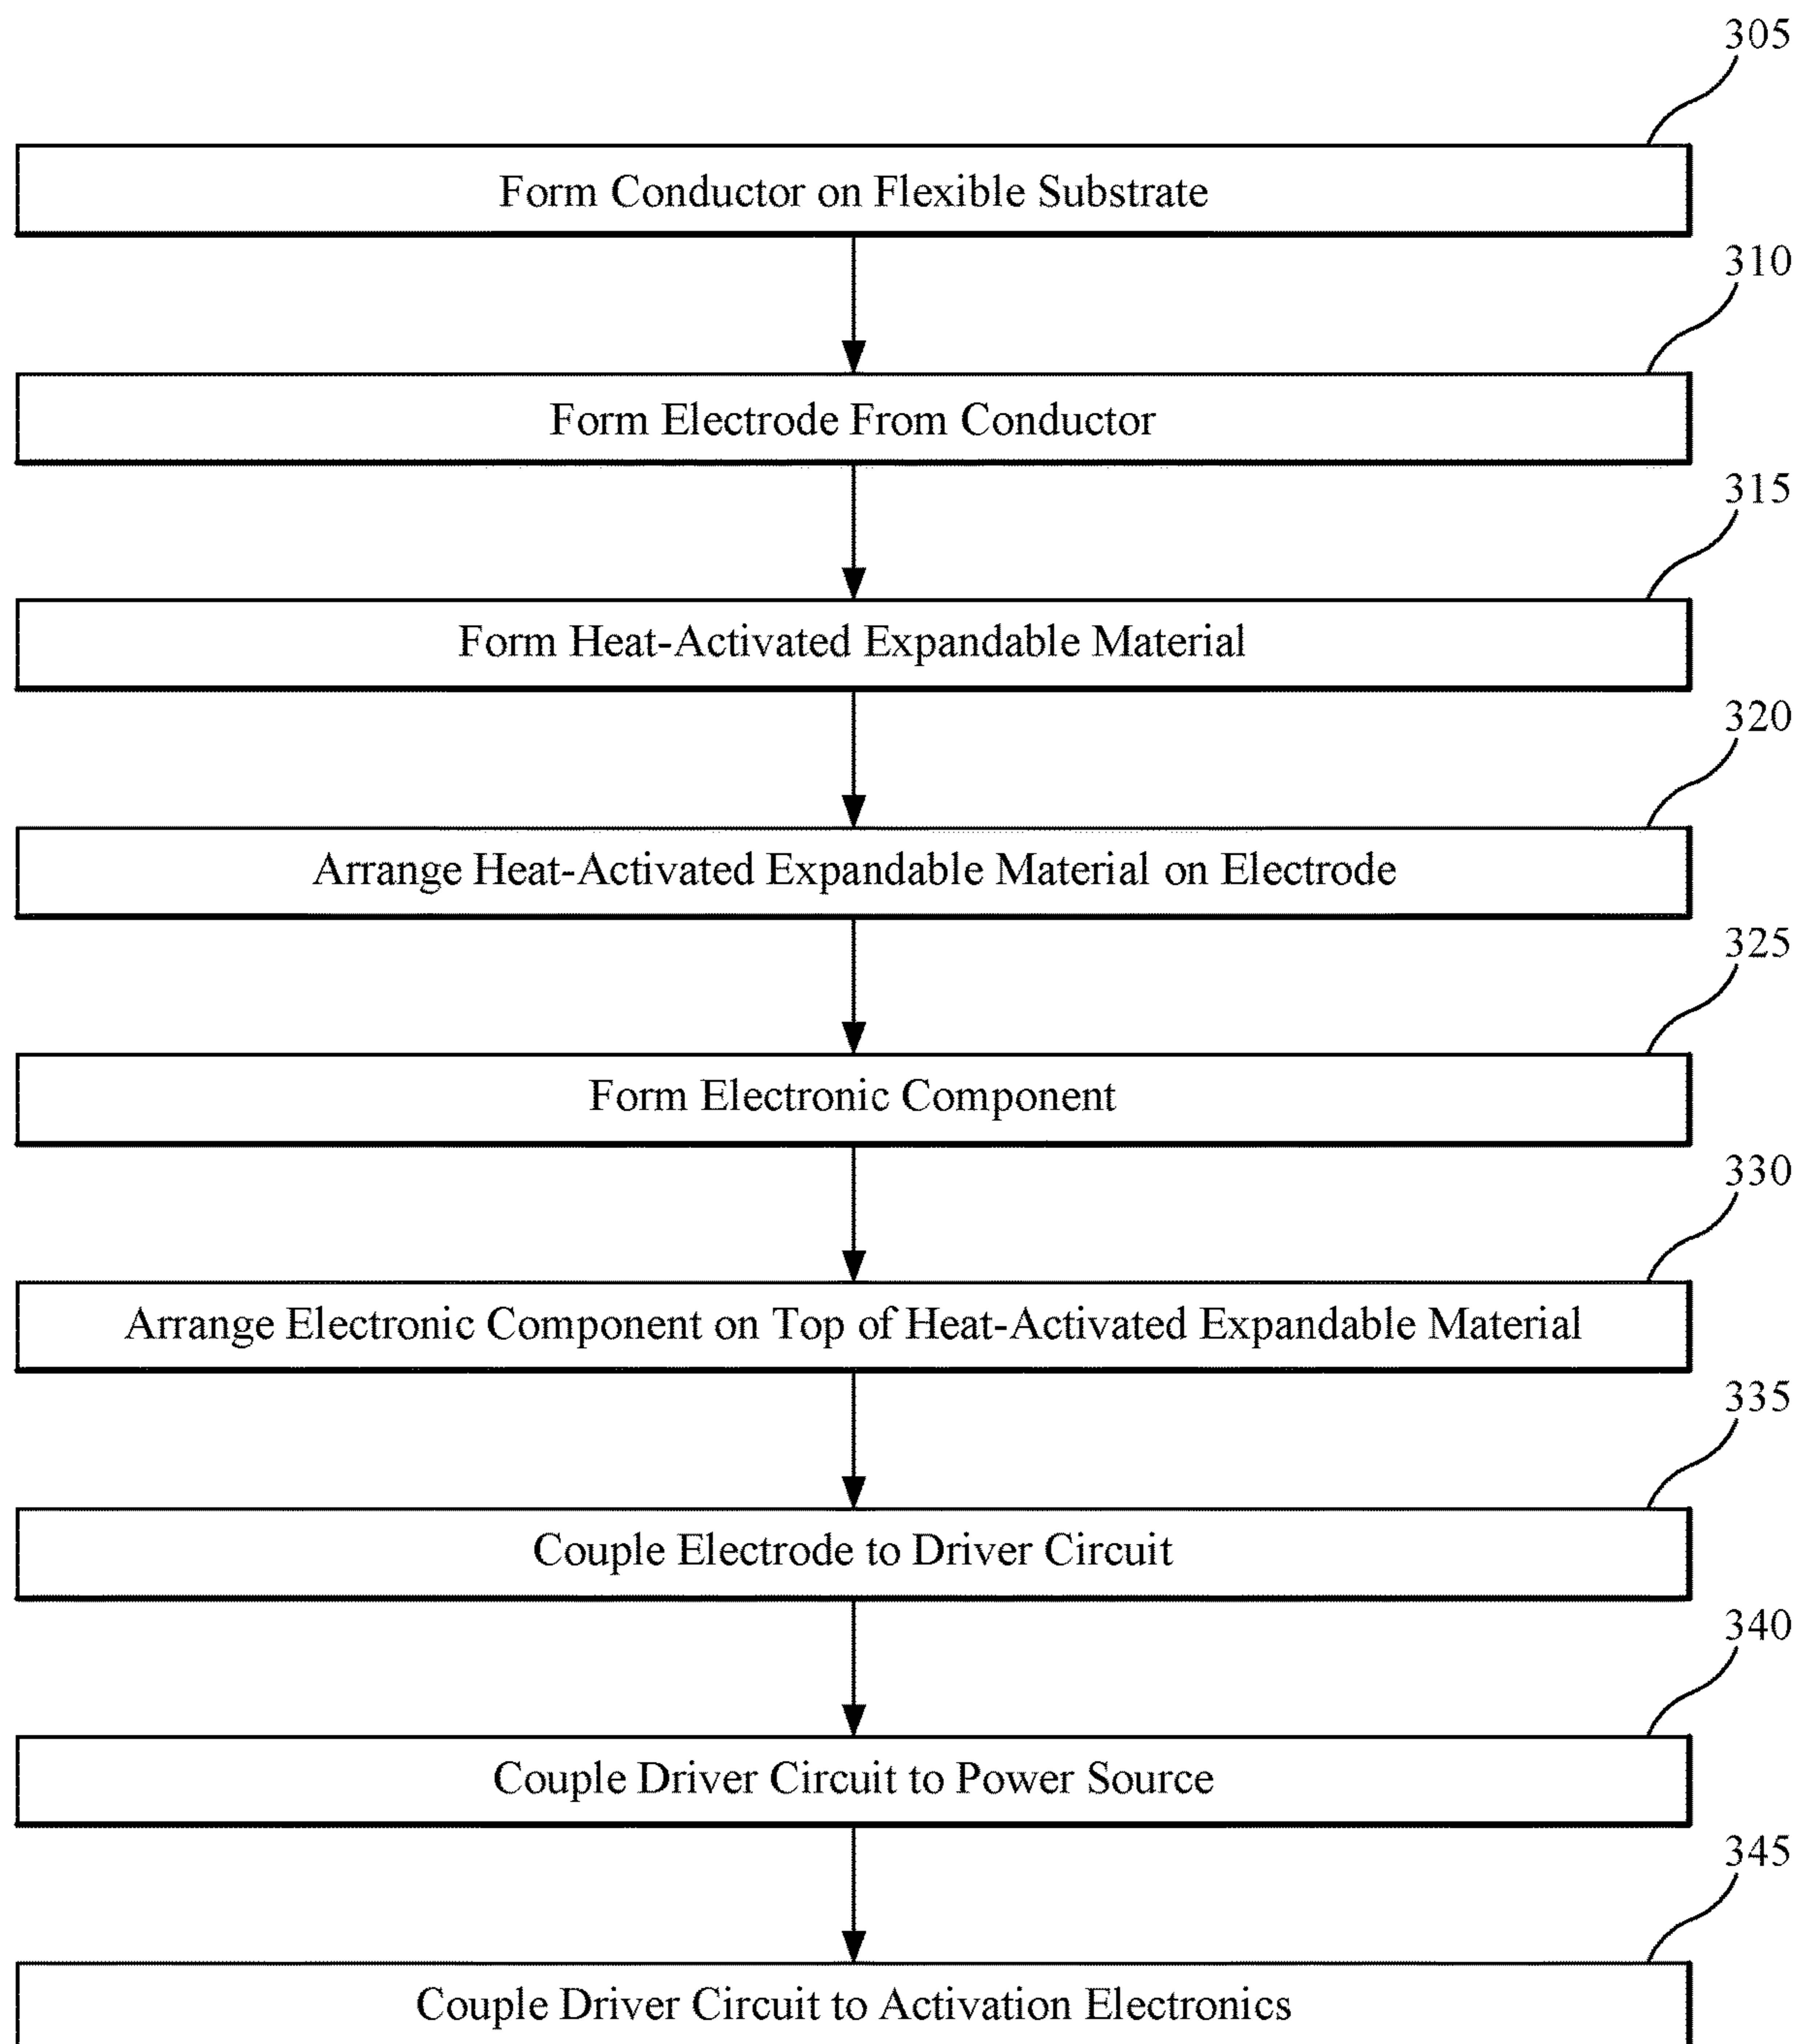 305
Form Conductor on Flexible Substrate
310
Form Electrode From Conductor
315
Form Heat-Activated Expandable Material
320
Arrange Heat-Activated Expandable Material on Electrode
325
Form Electronic Component
330
Arrange Electronic Component on Top of Heat-Activated Expandable Material
335
Couple Electrode to Driver Circuit
340
Couple Driver Circuit to Power Source
345
Couple Driver Circuit to Activation Electronics